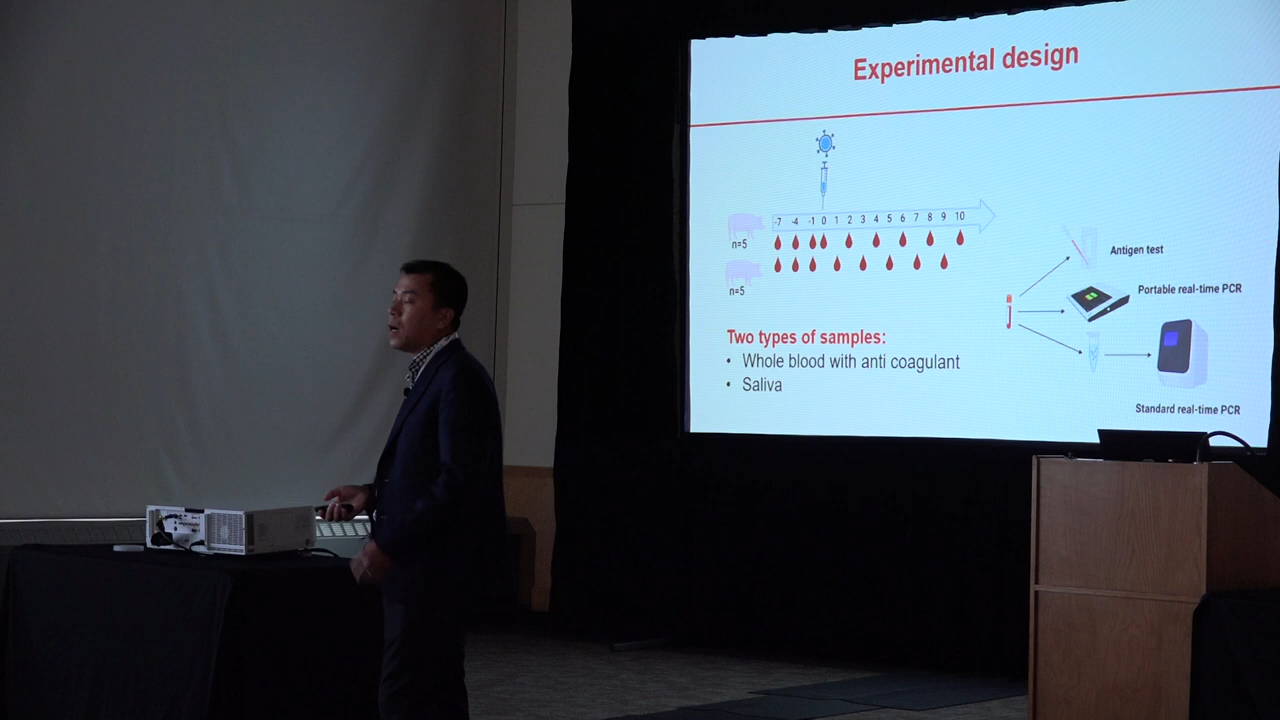 Experimental design
-7 -4 -1 0 1 2 3 4 5 6 7 8 9 10
n=5
n=5
Antigen test
Portable real-time PCR
Two types of samples:
• Whole blood with anti coagulant
• Saliva
Standard real-time PCR